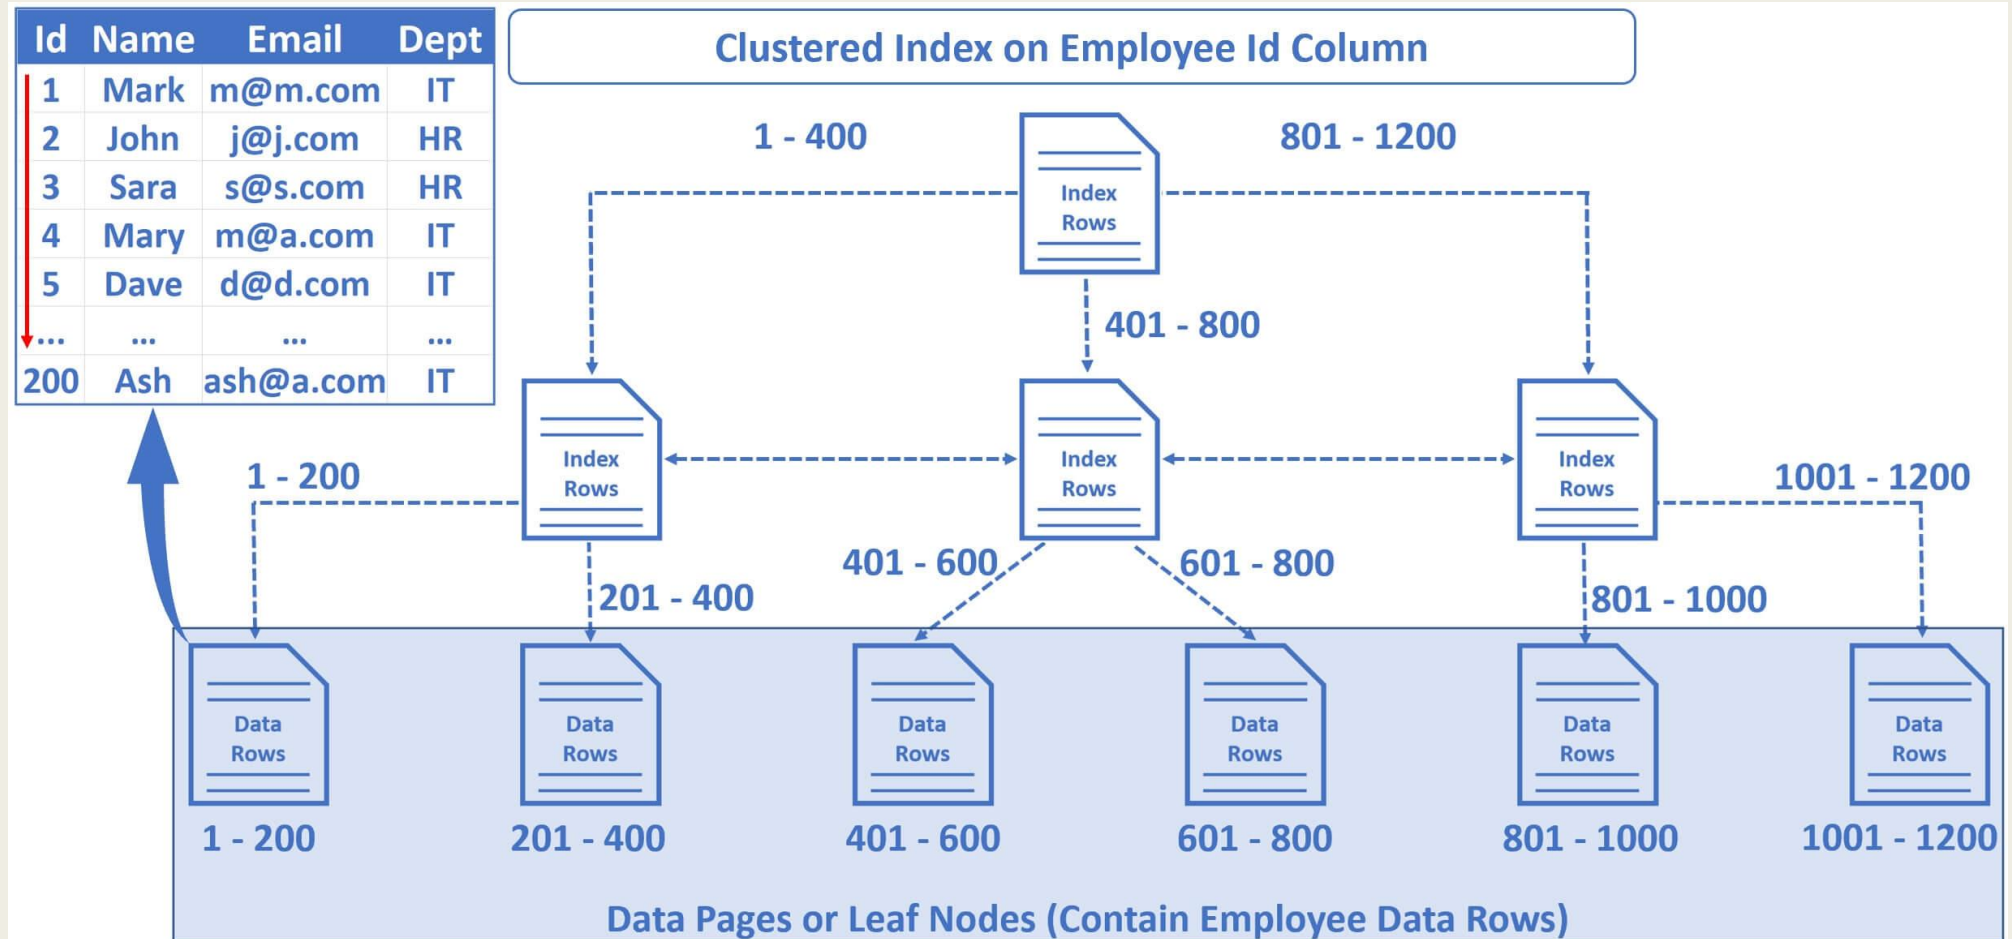 Id Name Email Dept
1 Mark m@m.com IT
2 John j@j.com HR
3 Sara s@s.com HR
4 Mary m@a.com IT
5 Dave d@d.com IT
... ... ... ...
200 Ash ash@a.com IT
Clustered Index on Employee Id Column
1 - 400
801 - 1200
Index
Rows
401 - 800
Index
Rows
Index
Rows
Index
Rows
1 - 200
201 - 400
401 - 600
601 - 800
801 - 1000
1001 - 1200
Data
Rows
Data
Rows
Data
Rows
Data
Rows
Data
Rows
Data
Rows
1 - 200
201 - 400
401 - 600
601 - 800
801 - 1000
1001 - 1200
Data Pages or Leaf Nodes (Contain Employee Data Rows)